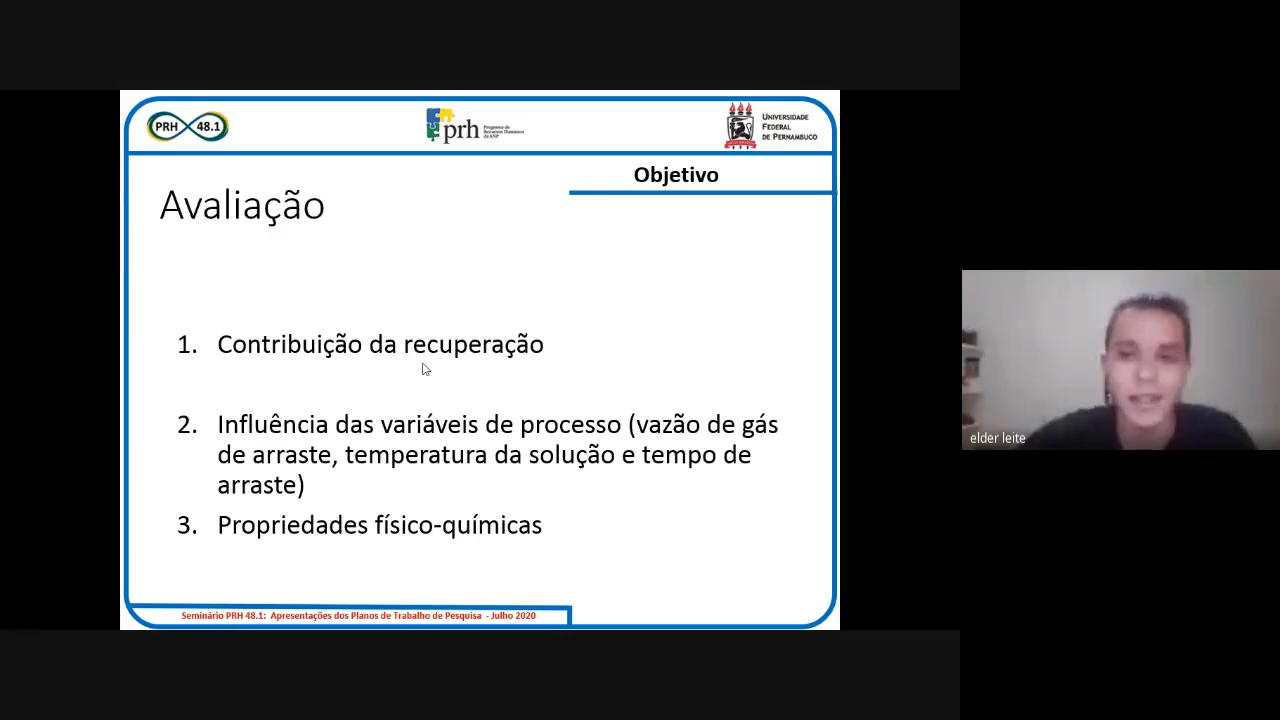 PRH 48.1
prh
Programa de
Recursos Humanos
da ANP
UNIVERSIDADE
FEDERAL
DE PERNAMBUCO
Objetivo
Avaliação
1. Contribuição da recuperação
2. Influência das variáveis de processo (vazão de gás
de arraste, temperatura da solução e tempo de
arraste)
3. Propriedades físico-químicas
Seminário PRH 48.1: Apresentações dos Planos de Trabalho de Pesquisa - Julho 2020
elder leite